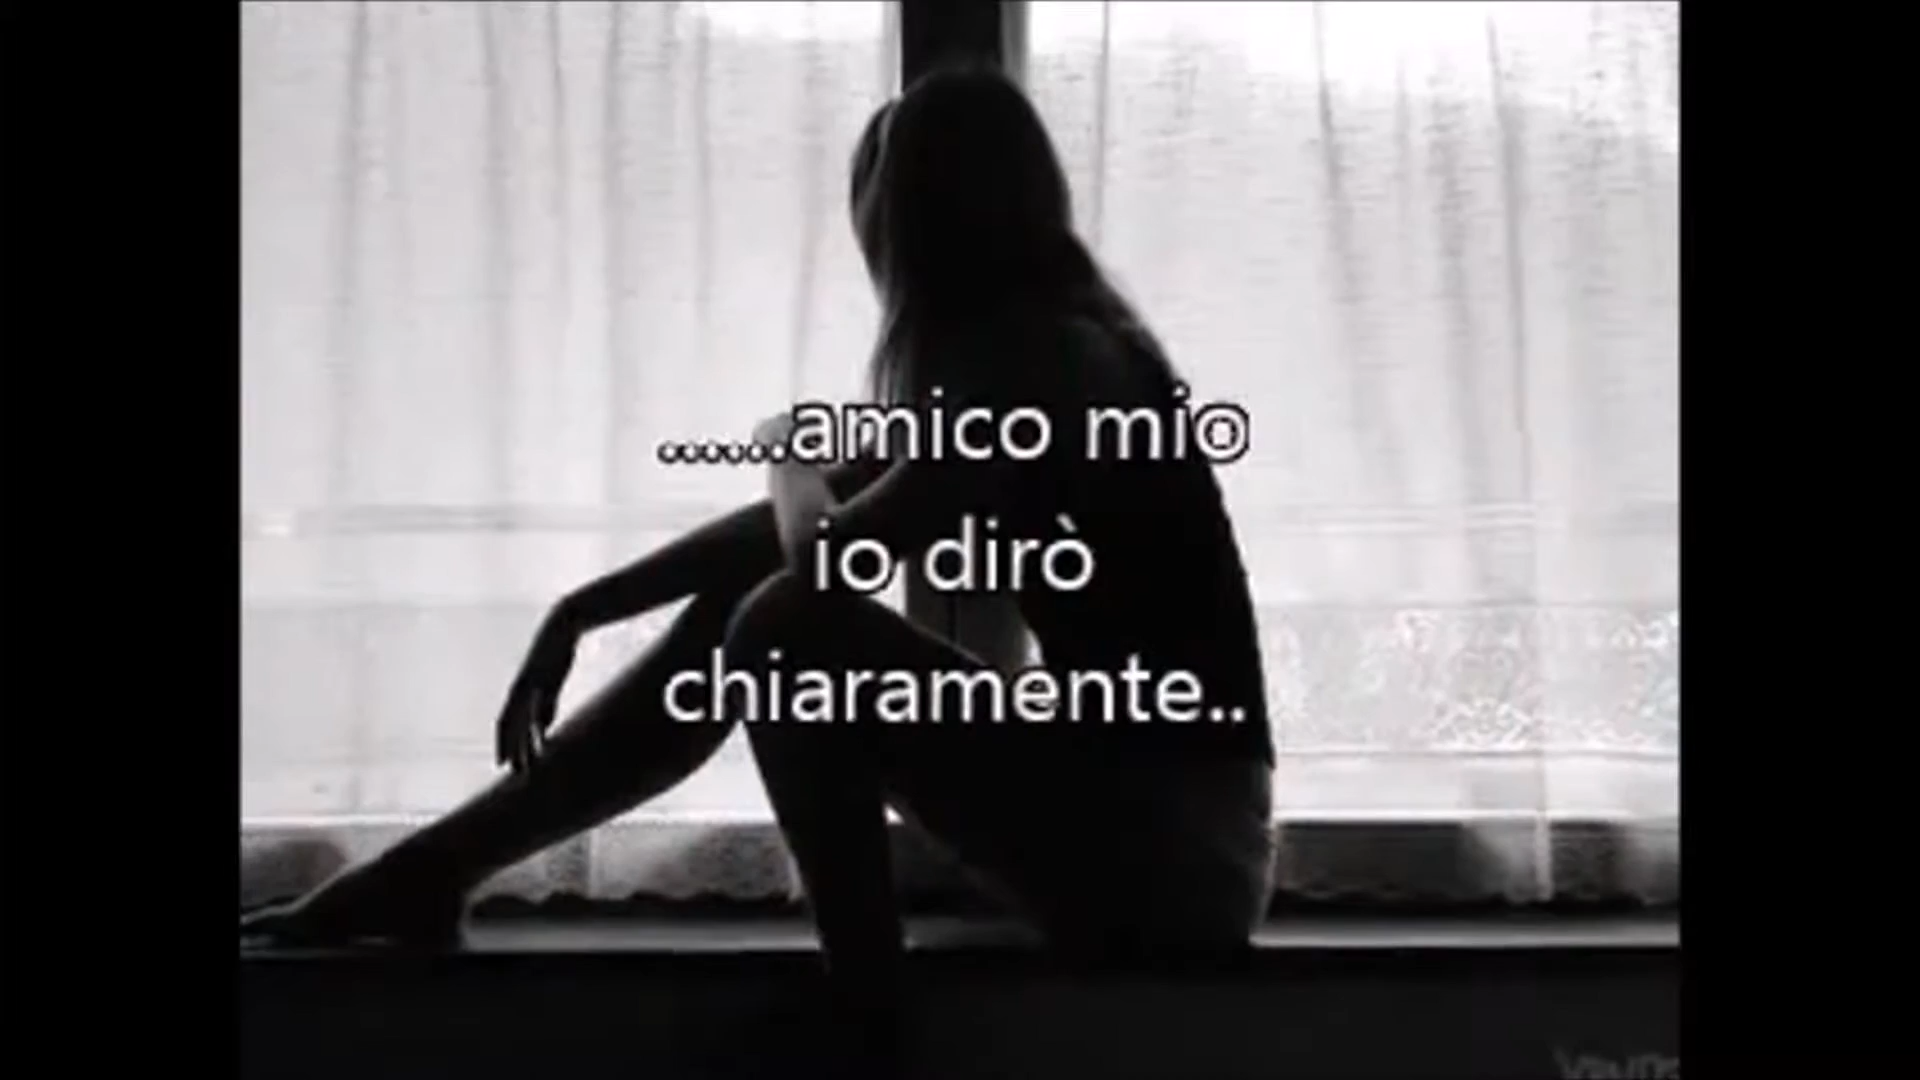 .......amico mio
io dirò
chiaramente..